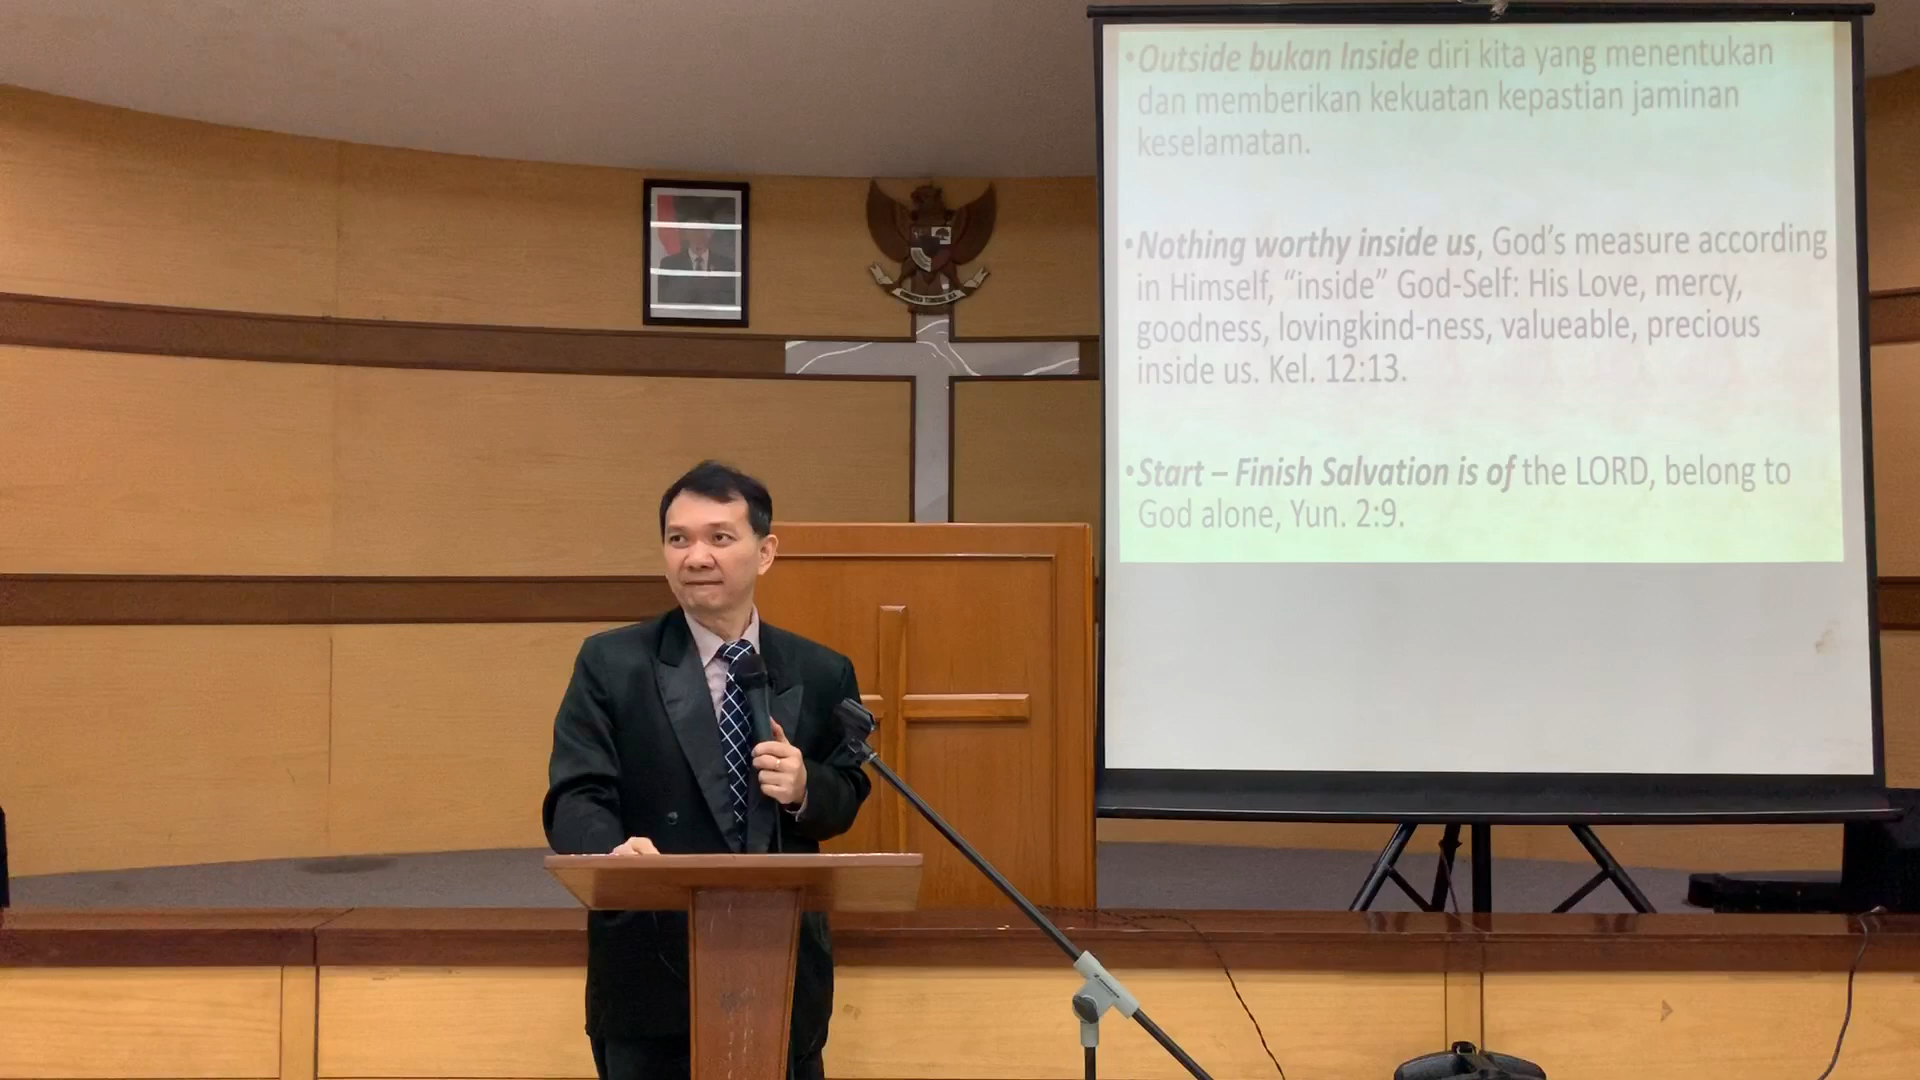 •Outside bukan Inside diri kita yang menentukan
dan memberikan kekuatan kepastian jaminan
keselamatan.
•Nothing worthy inside us, God's measure according
in Himself, “inside” God-Self: His Love, mercy,
goodness, lovingkind-ness, valueable, precious
inside us. Kel. 12:13.
•Start – Finish Salvation is of the LORD, belong to
God alone, Yun. 2:9.